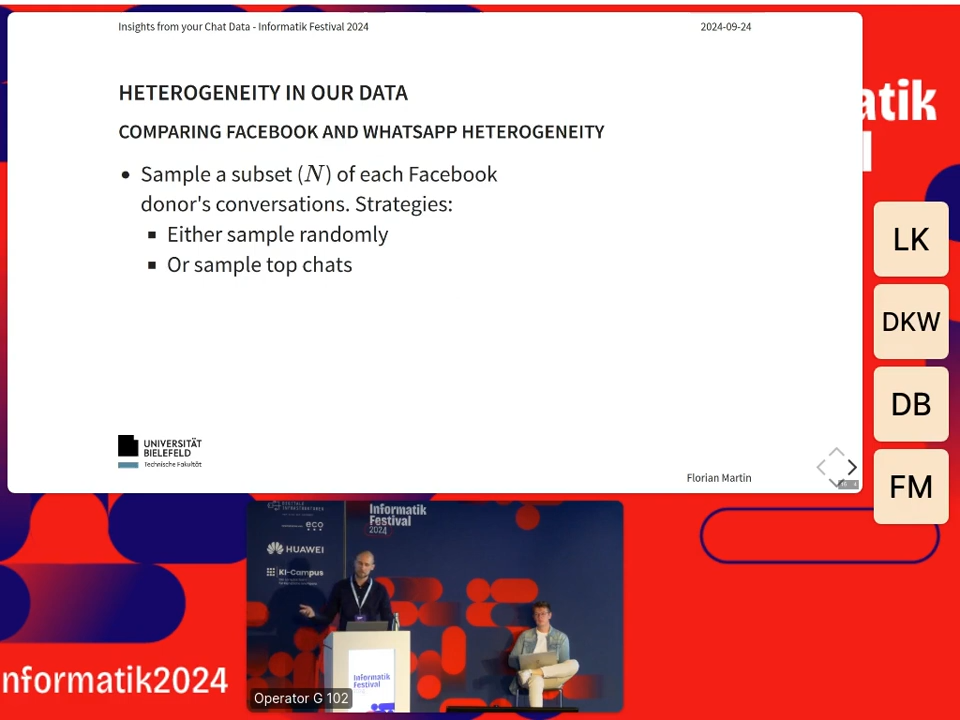 Insights from your Chat Data - Informatik Festival 2024
2024-09-24
HETEROGENEITY IN OUR DATA
COMPARING FACEBOOK AND WHATSAPP HETEROGENEITY
• Sample a subset (N) of each Facebook
donor's conversations. Strategies:
▪ Either sample randomly
▪ Or sample top chats
UNIVERSITÄT
BIELEFELD
Technische Fakultät
Florian Martin
atik
LK
DKW
DB
FM
Informatik
Festival
2024
eco
HUAWEI
KI-Campus
Informatik
Festival
Operator G 102
nformatik2024